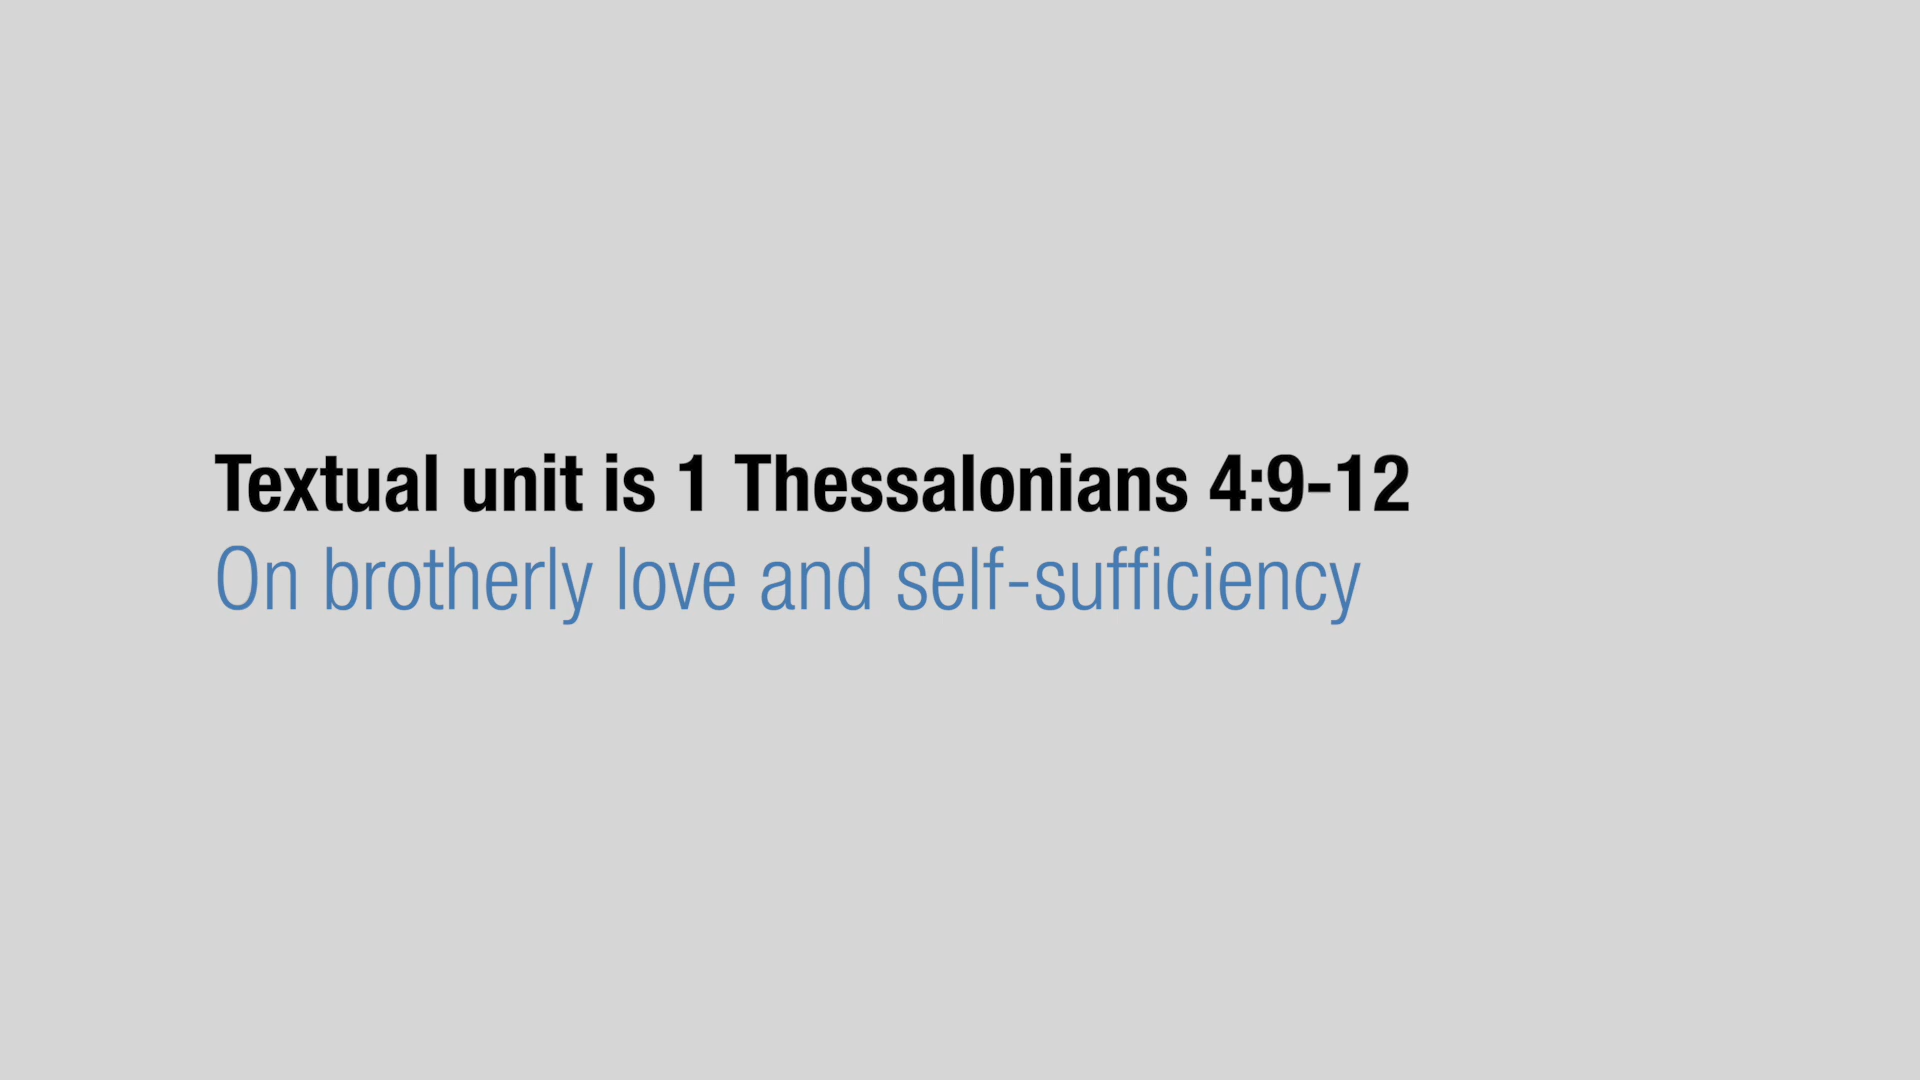 Textual unit is 1 Thessalonians 4:9-12
On brotherly love and self-sufficiency